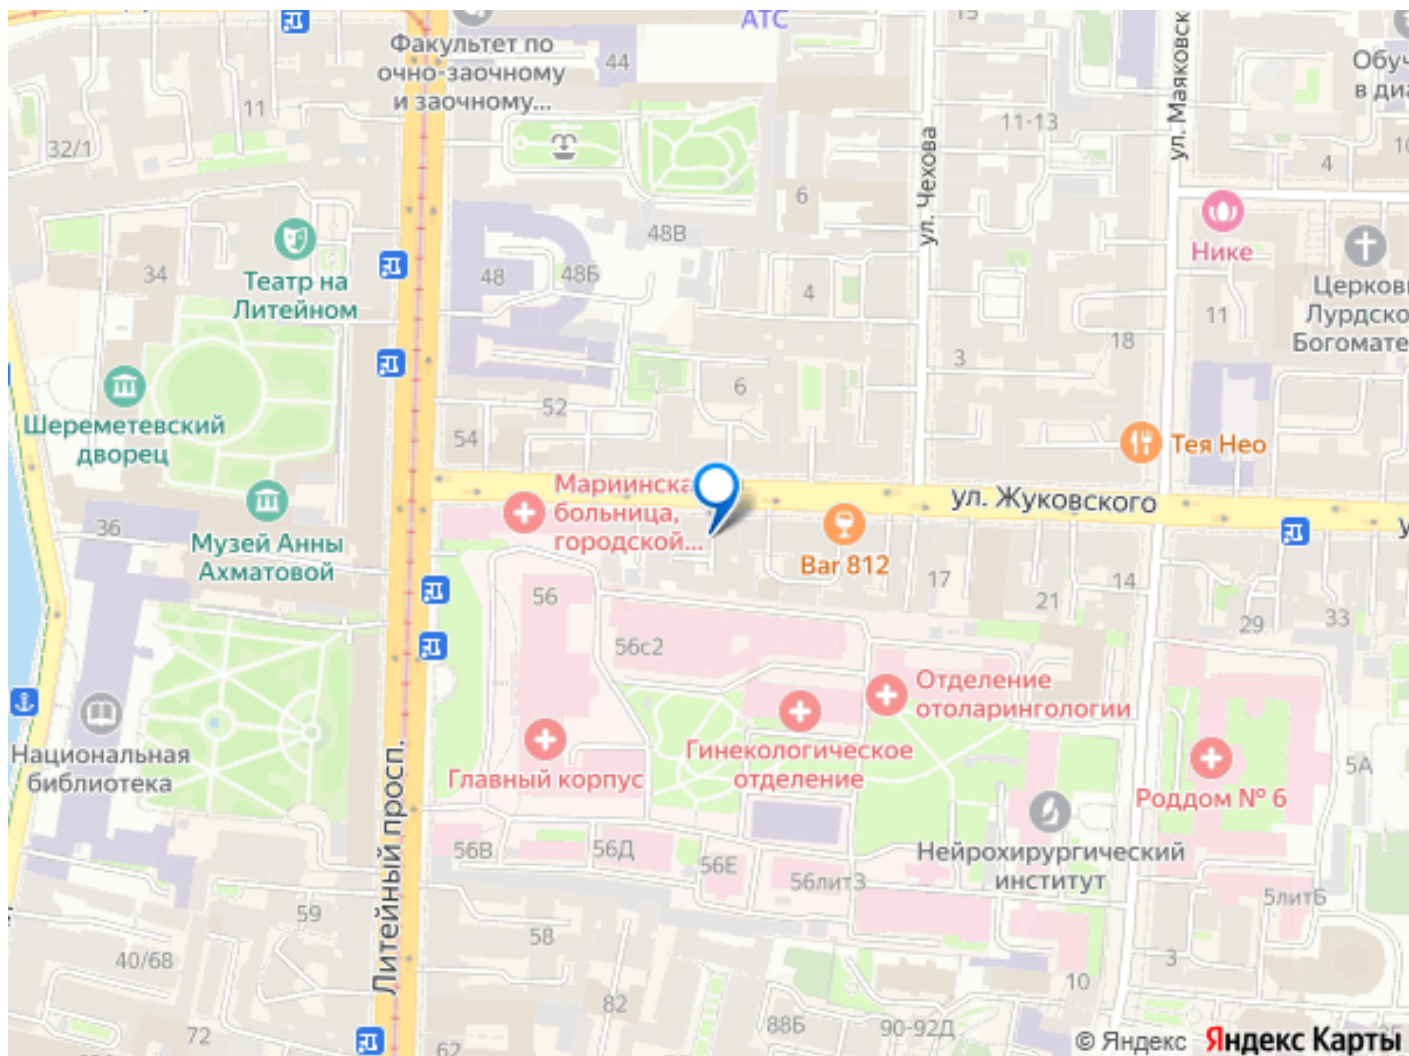 АТС
15
Факультет по
очно-заочному
и заочному...
44
11
32/1
11-13
ул. Чехова
ул. Маяковск
4
10
6
Нике
48В
48
48Б
34
Театр на
Литейном
4
11
18
3
6
52
54
Шереметевский
дворец
Тея Нео
ул. Жуковского
Мариинска
больница,
городской...
Bar 812
36
Музей Анны
Ахматовой
56
56с2
17
21
14
29
33
Отделение
отоларингологии
Гинекологическое
отделение
Главный корпус
Национальная
библиотека
Литейный просп.
Роддом № 6
5А
Нейрохирургический
институт
56В
56Д
56Е
56литЗ
5литБ
59
58
40/68
3
10
82
72
88Б
90-92Д
62
© Яндекс Яндекс Карты